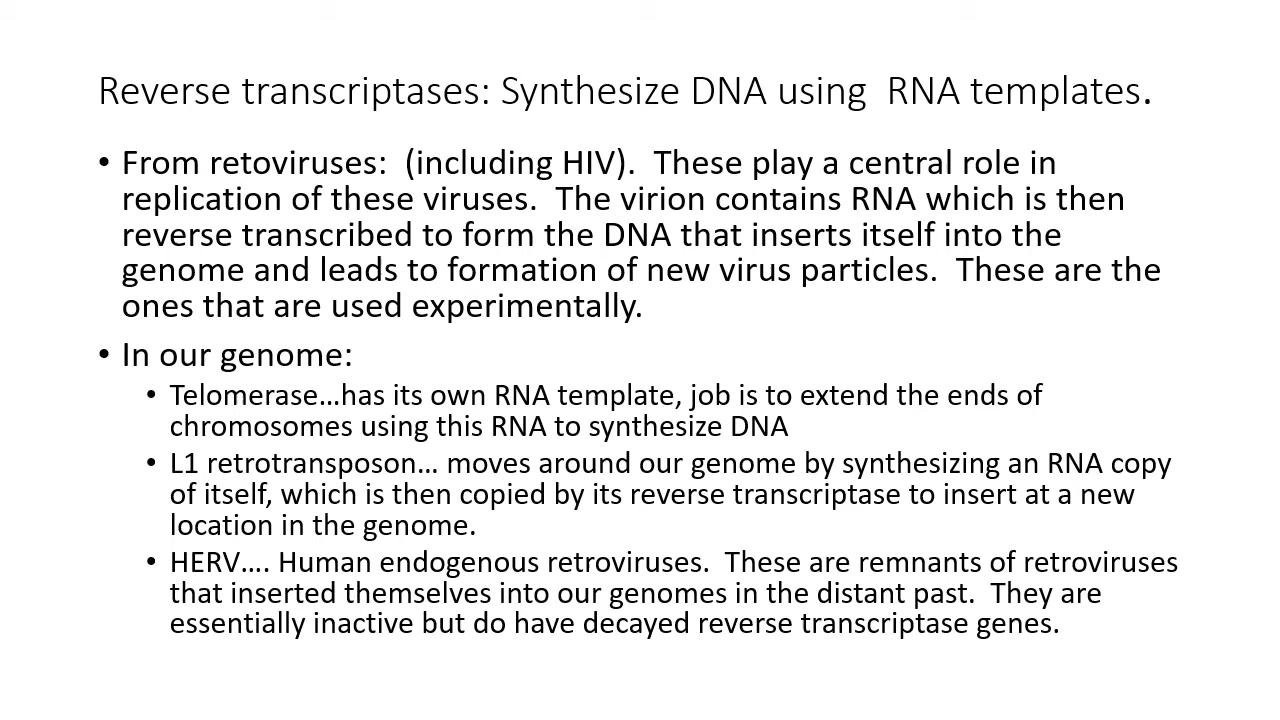 Reverse transcriptases: Synthesize DNA using  RNA templates.
• From retoviruses:  (including HIV).  These play a central role in
replication of these viruses.  The virion contains RNA which is then
reverse transcribed to form the DNA that inserts itself into the
genome and leads to formation of new virus particles.  These are the
ones that are used experimentally.
• In our genome:
• Telomerase…has its own RNA template, job is to extend the ends of
chromosomes using this RNA to synthesize DNA
• L1 retrotransposon… moves around our genome by synthesizing an RNA copy
of itself, which is then copied by its reverse transcriptase to insert at a new
location in the genome.
• HERV…. Human endogenous retroviruses.  These are remnants of retroviruses
that inserted themselves into our genomes in the distant past.  They are
essentially inactive but do have decayed reverse transcriptase genes.